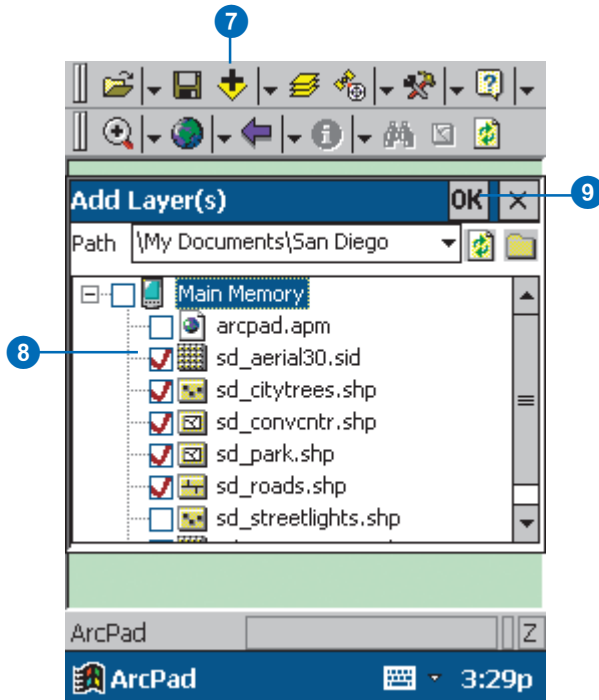 7
Add Layer(s) OK
9
Path \My Documents\San Diego
Main Memory
arcpad.apm
8
sd_aerial30.sid
sd_citytrees.shp
sd_convcntr.shp
sd_park.shp
sd_roads.shp
sd_streetlights.shp
ArcPad Z
ArcPad 3:29p